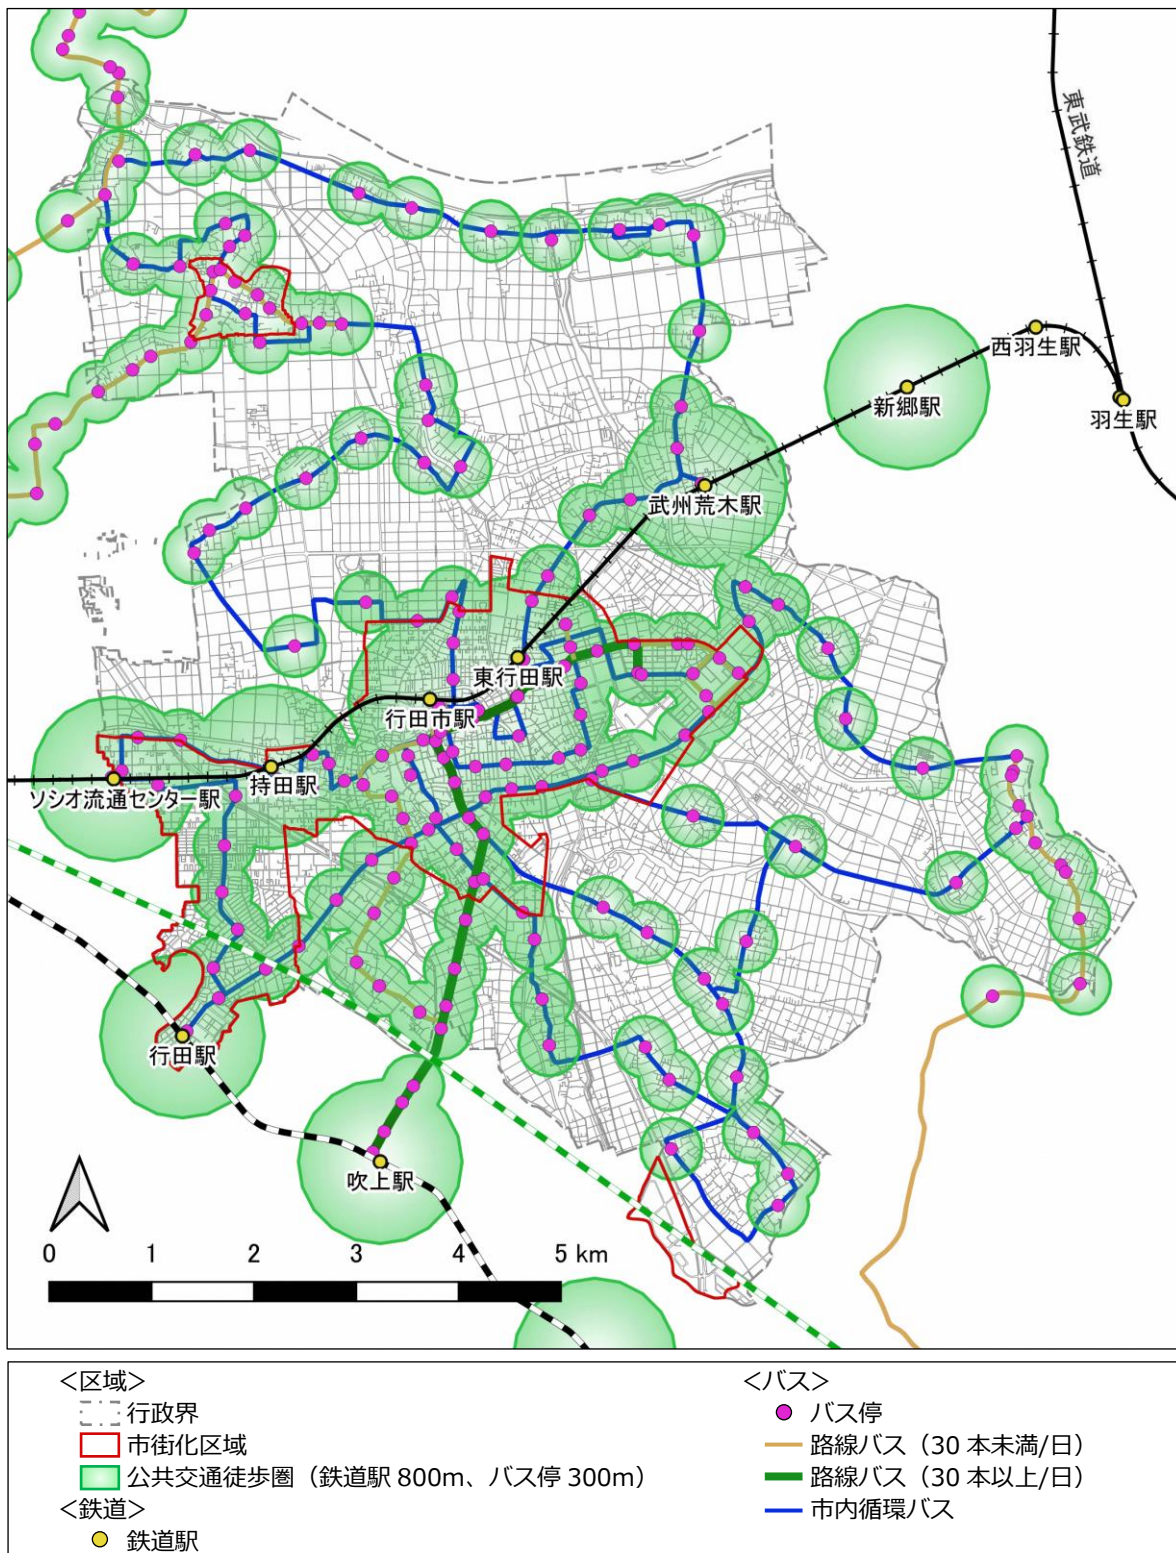 東武鉄道
西羽生駅
新郷駅
羽生駅
武州荒木駅
東行田駅
行田市駅
持田駅
ソシオ流通センター駅
行田駅
吹上駅
0 1 2 3 4 5 km
＜区域＞
行政界
市街化区域
公共交通徒歩圏（鉄道駅 800m、バス停 300m）
＜鉄道＞
鉄道駅
＜バス＞
バス停
路線バス（30 本未満/日）
路線バス（30 本以上/日）
市内循環バス